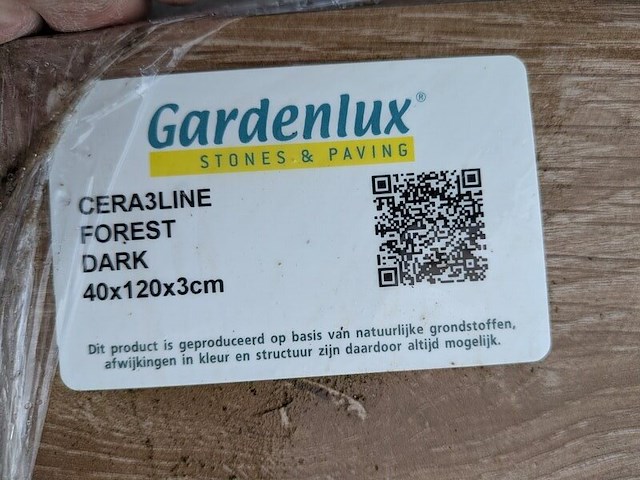 Gardenlux®
STONES & PAVING
CERA3LINE
FOREST
DARK
40x120x3cm
Dit product is geproduceerd op basis van natuurlijke grondstoffen,
afwijkingen in kleur en structuur zijn daardoor altijd mogelijk.